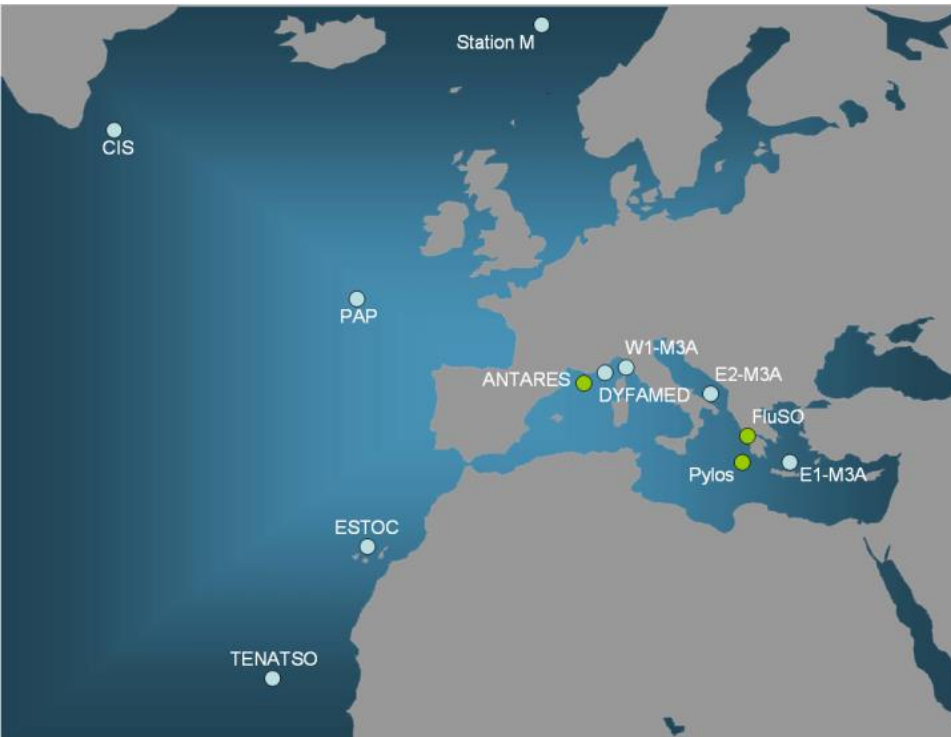 Station M
CIS
PAP
W1-M3A
ANTARES
E2-M3A
DYFAMED
FluSO
Pylos
E1-M3A
ESTOC
TENATSO